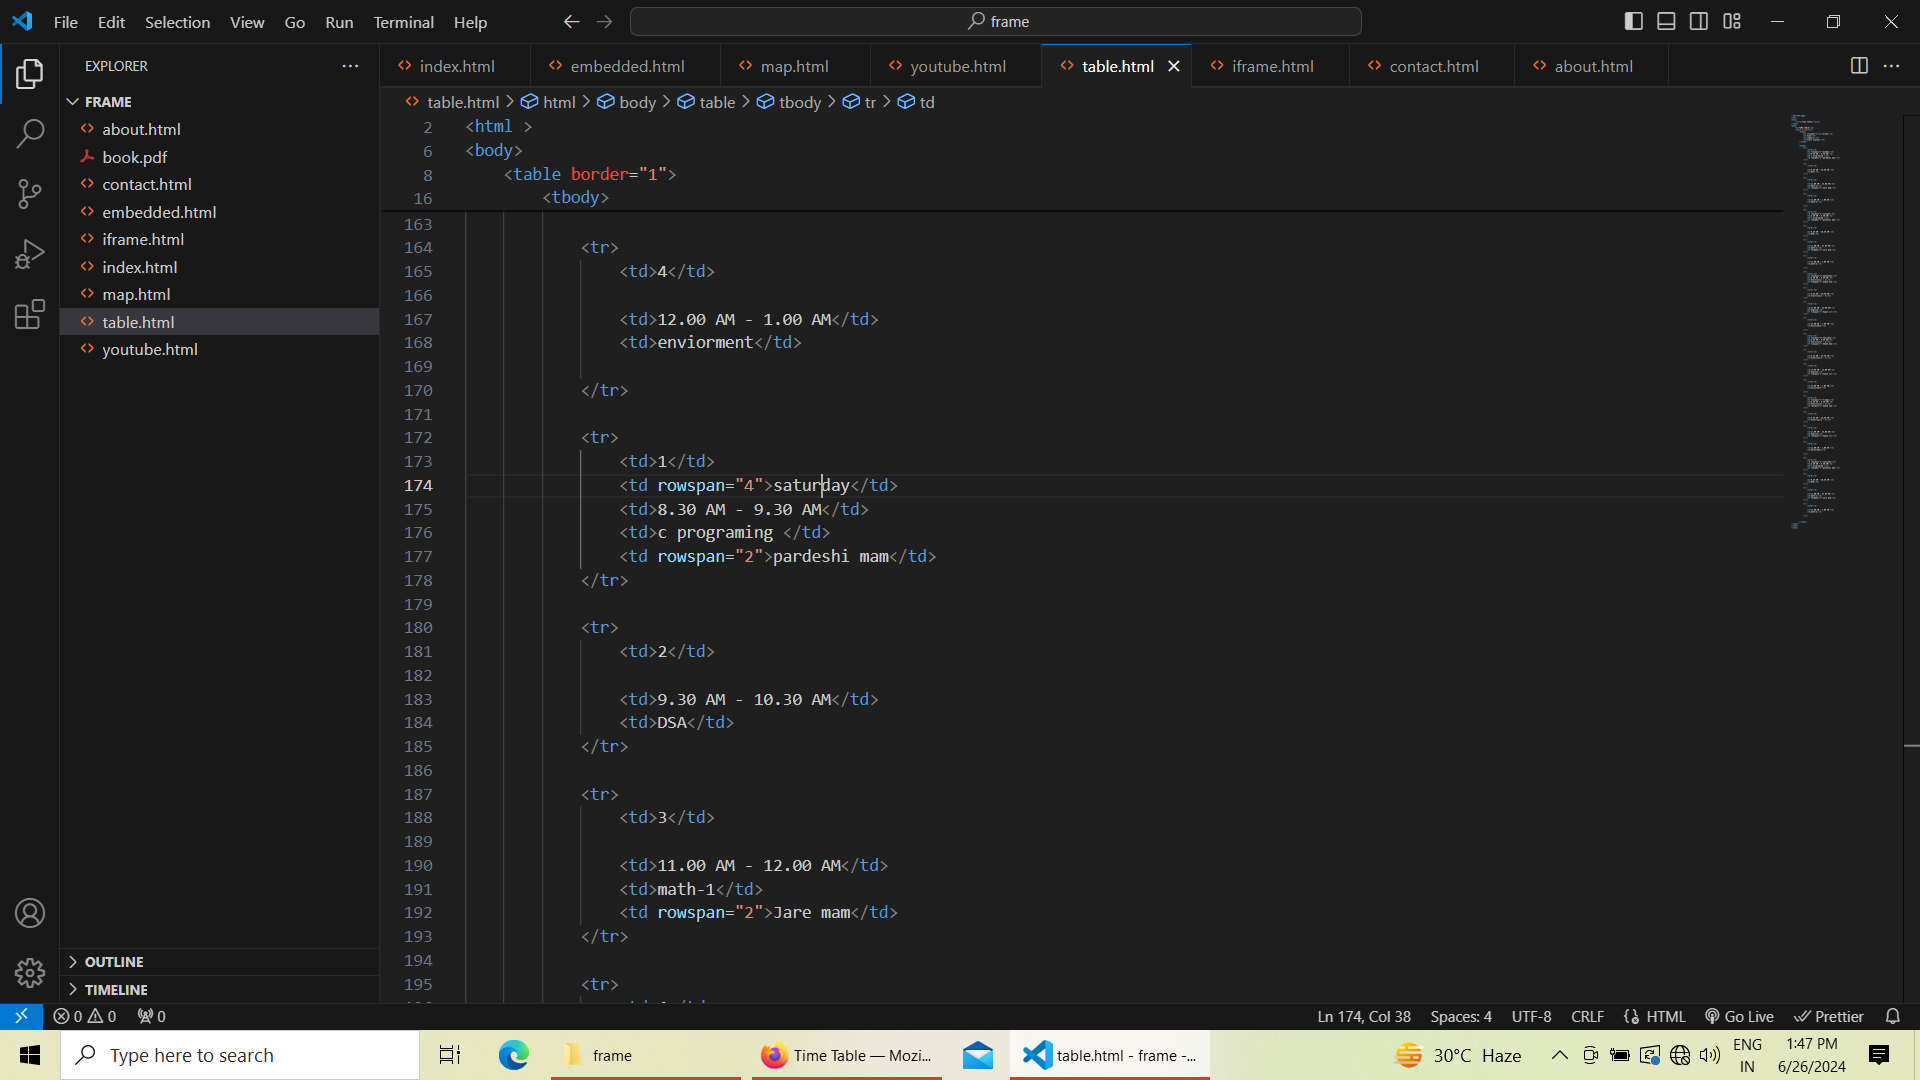 File Edit Selection View Go Run Terminal Help
frame
EXPLORER
FRAME
about.html
book.pdf
contact.html
embedded.html
iframe.html
index.html
map.html
table.html
youtube.html
OUTLINE
TIMELINE
index.html embedded.html map.html youtube.html table.html iframe.html contact.html about.html
table.html > html > body > table > tbody > tr > td
2 <html >
6 <body>
8 <table border="1">
16 <tbody>
163
164 <tr>
165 <td>4</td>
166
167 <td>12.00 AM - 1.00 AM</td>
168 <td>enviorment</td>
169
170 </tr>
171
172 <tr>
173 <td>1</td>
174 <td rowspan="4">saturday</td>
175 <td>8.30 AM - 9.30 AM</td>
176 <td>c programing </td>
177 <td rowspan="2">pardeshi mam</td>
178 </tr>
179
180 <tr>
181 <td>2</td>
182
183 <td>9.30 AM - 10.30 AM</td>
184 <td>DSA</td>
185 </tr>
186
187 <tr>
188 <td>3</td>
189
190 <td>11.00 AM - 12.00 AM</td>
191 <td>math-1</td>
192 <td rowspan="2">Jare mam</td>
193 </tr>
194
195 <tr>
0 0 0
Ln 174, Col 38 Spaces: 4 UTF-8 CRLF HTML Go Live Prettier
Type here to search
frame
Time Table — Mozi...
table.html - frame -...
30°C Haze
ENG
IN
1:47 PM
6/26/2024